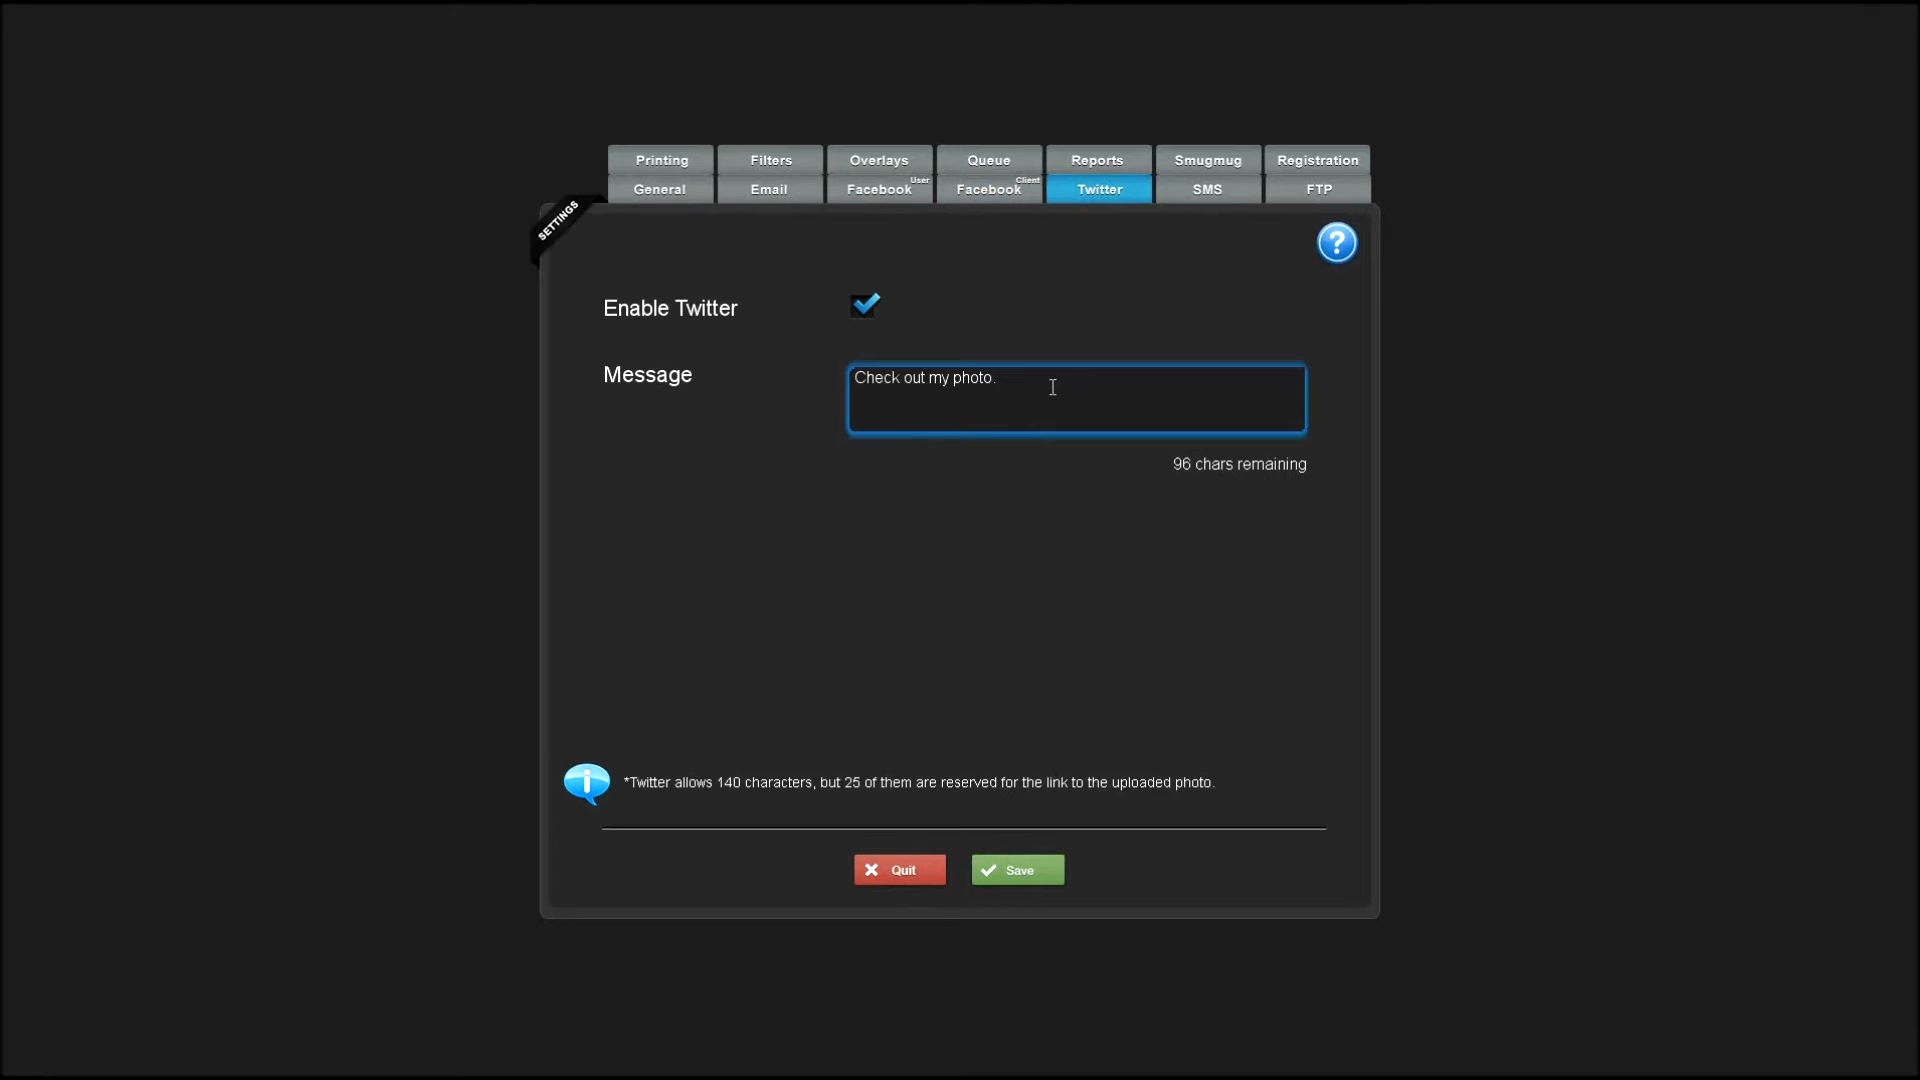 Printing Filters Overlays Queue Reports Smugmug Registration
General Email Facebook User Facebook Client Twitter SMS FTP
SETTINGS
?
Enable Twitter
Message
Check out my photo.
96 chars remaining
i
*Twitter allows 140 characters, but 25 of them are reserved for the link to the uploaded photo.
Quit Save